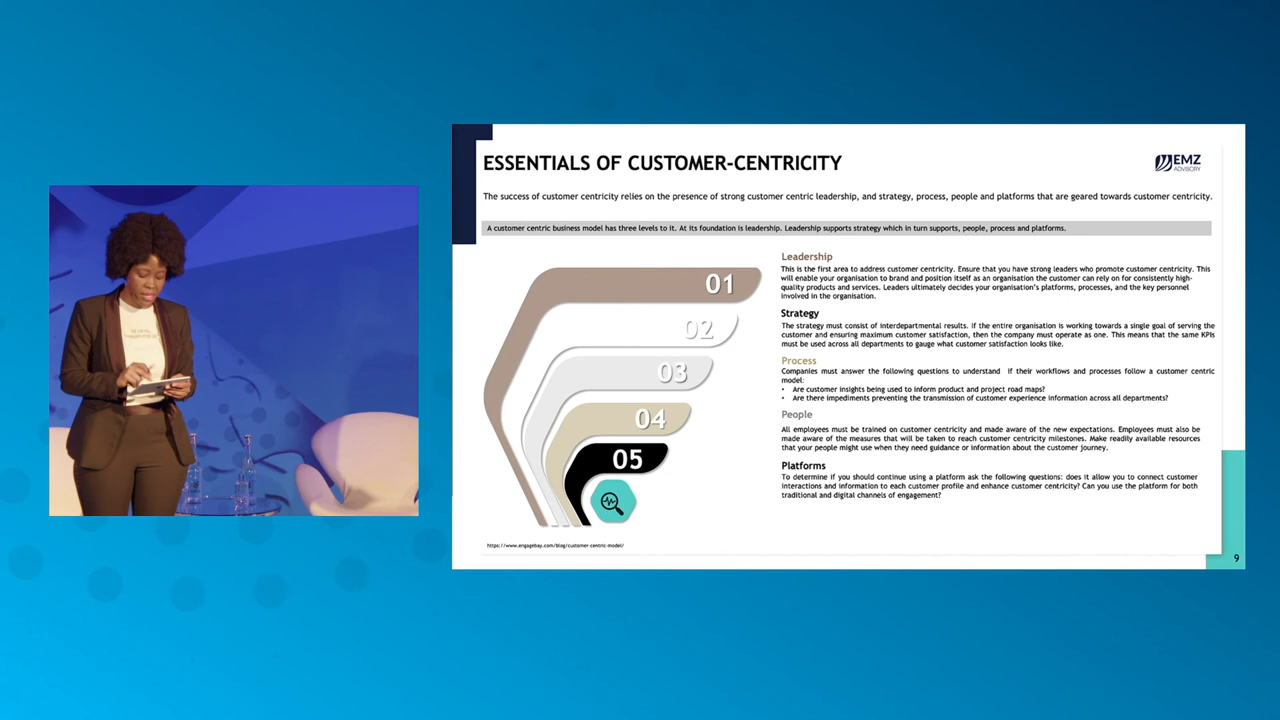 ESSENTIALS OF CUSTOMER-CENTRICITY
EMZ
ADVISORY
The success of customer centricity relies on the presence of strong customer centric leadership, and strategy, process, people and platforms that are geared towards customer centricity.
A customer centric business model has three levels to it. At its foundation is leadership. Leadership supports strategy which in turn supports, people, process and platforms.
01
02
03
04
05
Leadership
This is the first area to address customer centricity. Ensure that you have strong leaders who promote customer centricity. This
will enable your organisation to brand and position itself as an organisation the customer can rely on for consistently high-
quality products and services. Leaders ultimately decides your organisation's platforms, processes, and the key personnel
involved in the organisation.
Strategy
The strategy must consist of interdepartmental results. If the entire organisation is working towards a single goal of serving the
customer and ensuring maximum customer satisfaction, then the company must operate as one. This means that the same KPIs
must be used across all departments to gauge what customer satisfaction looks like.
Process
Companies must answer the following questions to understand if their workflows and processes follow a customer centric
model:
• Are customer insights being used to inform product and project road maps?
• Are there impediments preventing the transmission of customer experience information across all departments?
People
All employees must be trained on customer centricity and made aware of the new expectations. Employees must also be
made aware of the measures that will be taken to reach customer centricity milestones. Make readily available resources
that your people might use when they need guidance or information about the customer journey.
Platforms
To determine if you should continue using a platform ask the following questions: does it allow you to connect customer
interactions and information to each customer profile and enhance customer centricity? Can you use the platform for both
traditional and digital channels of engagement?
https://www.engagebay.com/blog/customer-centric-model/
9